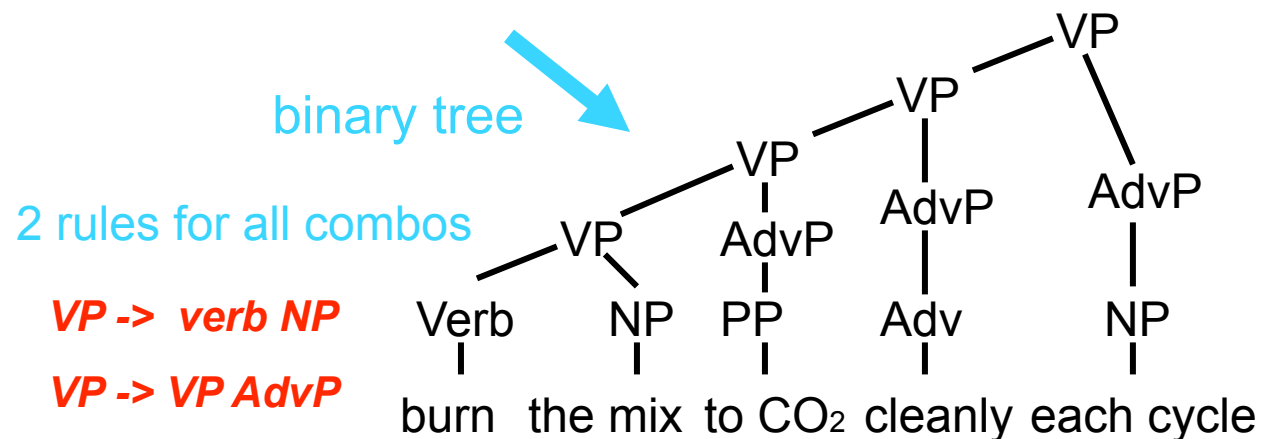 VP
VP
binary tree
VP
AdvP
AdvP
2 rules for all combos
VP
AdvP
VP -> verb NP
Verb NP PP Adv NP
VP -> VP AdvP
burn the mix to CO₂ cleanly each cycle